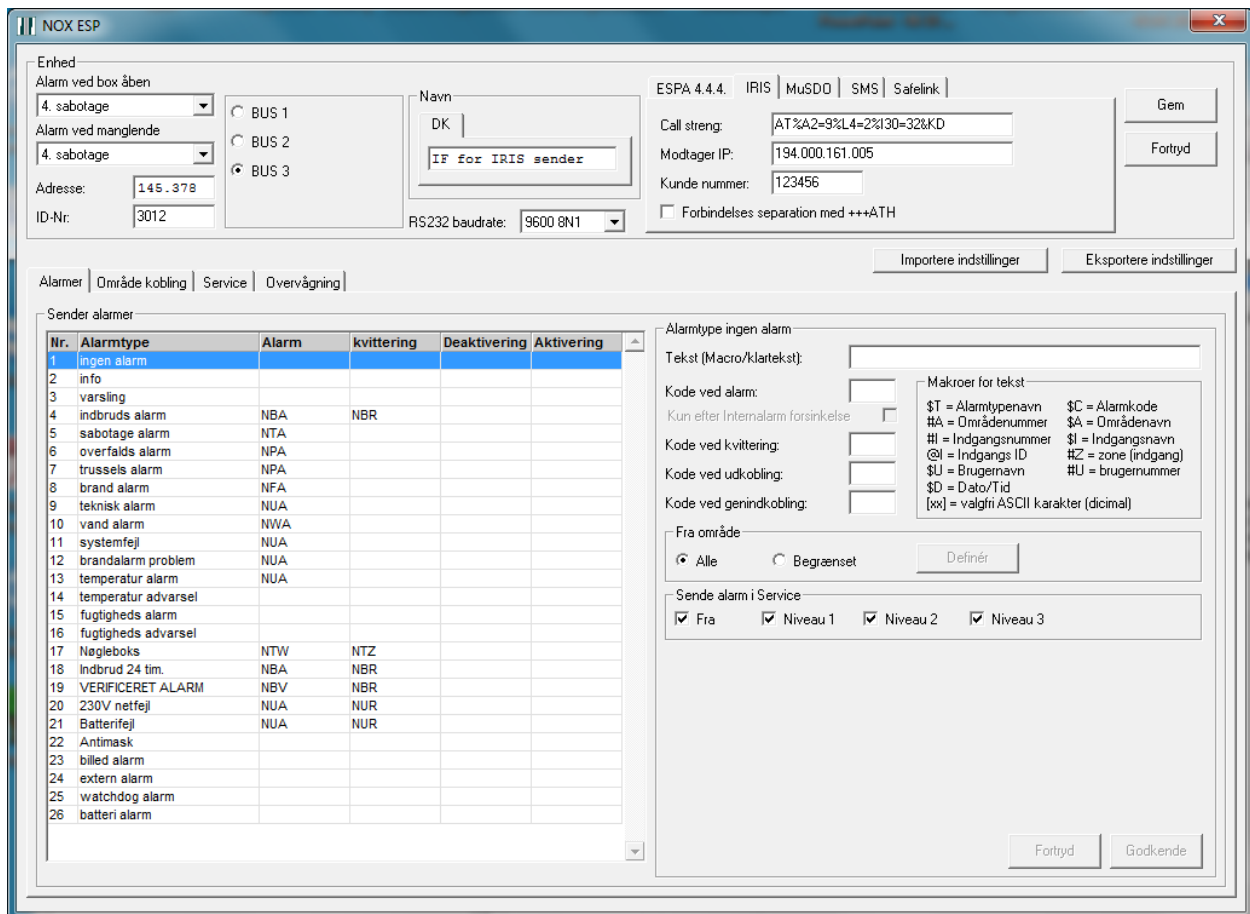 NOX ESP
Enhed
Alarm ved box åben
4. sabotage
Alarm ved manglende
4. sabotage
Adresse: 145.378
ID-Nr: 3012
BUS 1
BUS 2
BUS 3
Navn
DK
IF for IRIS sender
RS232 baudrate: 9600 8N1
ESPA 4.4.4. IRIS MuSDO SMS Safelink
Call streng: AT%A2=9%L4=2%I30=32&KD
Modtager IP: 194.000.161.005
Kunde nummer: 123456
Forbindelses separation med +++ATH
Gem
Fortryd
Importere indstillinger
Eksportere indstillinger
Alarmer Område kobling Service Overvågning
Sender alarmer
Nr. Alarmtype Alarm kvittering Deaktivering Aktivering
1 ingen alarm
2 info
3 varsling
4 indbruds alarm NBA NBR
5 sabotage alarm NTA
6 overfalds alarm NPA
7 trussels alarm NPA
8 brand alarm NFA
9 teknisk alarm NUA
10 vand alarm NWA
11 systemfejl NUA
12 brandalarm problem NUA
13 temperatur alarm NUA
14 temperatur advarsel
15 fugtigheds alarm
16 fugtigheds advarsel
17 Nøgleboks NTW NTZ
18 Indbrud 24 tim. NBA NBR
19 VERIFICERET ALARM NBV NBR
20 230V netfejl NUA NUR
21 Batterifejl NUA NUR
22 Antimask
23 billed alarm
24 extern alarm
25 watchdog alarm
26 batteri alarm
Alarmtype ingen alarm
Tekst (Macro/klartekst):
Kode ved alarm:
Kun efter Internalarm forsinkelse
Kode ved kvittering:
Kode ved udkobling:
Kode ved genindkobling:
Makroer for tekst
$T = Alarmtypenavn $C = Alarmkode
#A = Områdenummer $A = Områdenavn
#I = Indgangsnummer $I = Indgangsnavn
@I = Indgangs ID #Z = zone (indgang)
$U = Brugernavn #U = brugernummer
$D = Dato/Tid
[xx] = valgfri ASCII karakter (dicimal)
Fra område
Alle Begrænset Definér
Sende alarm i Service
Fra Niveau 1 Niveau 2 Niveau 3
Fortryd Godkende